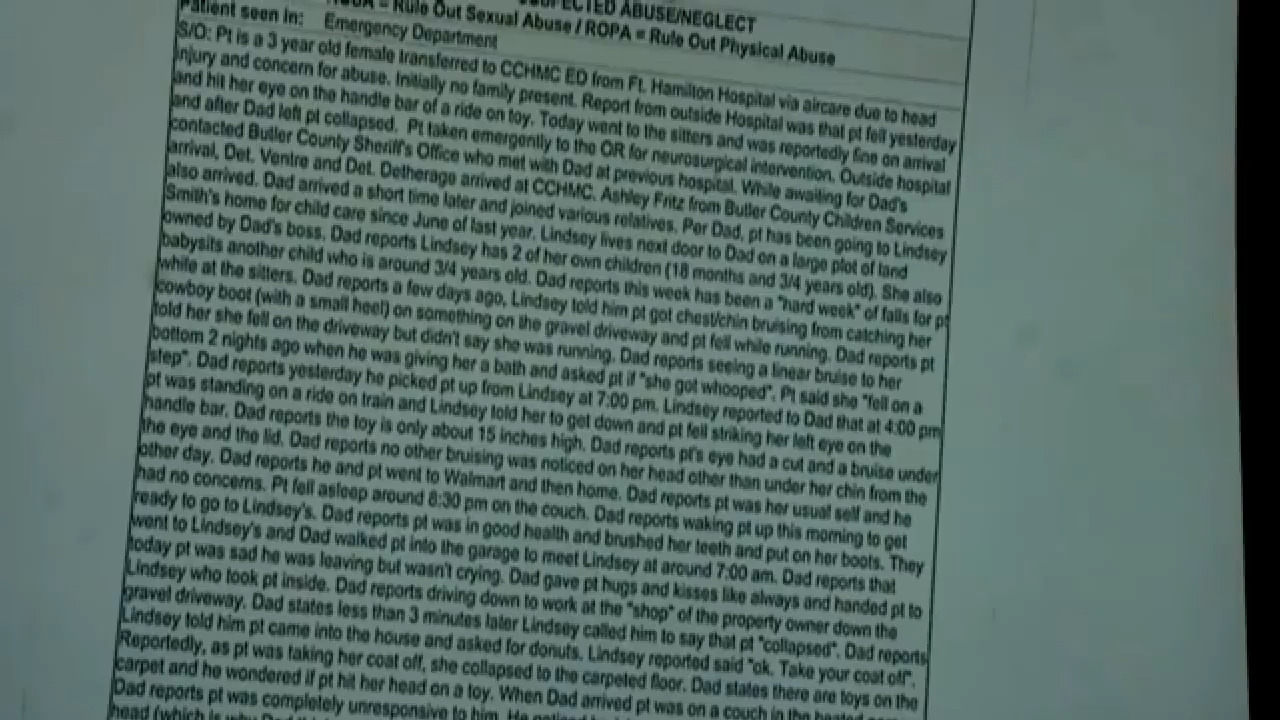 SUSPECTED ABUSE/NEGLECT
= Rule Out Sexual Abuse / ROPA = Rule Out Physical Abuse
Patient seen in: Emergency Department
S/O: Pt is a 3 year old female transferred to CCHMC ED from Ft. Hamilton Hospital via aircare due to head
injury and concern for abuse. Initially no family present. Report from outside Hospital was that pt fell yesterday
and hit her eye on the handle bar of a ride on toy. Today went to the sitters and was reportedly fine on arrival
and after Dad left pt collapsed. Pt taken emergently to the OR for neurosurgical intervention. Outside hospital
contacted Butler County Sheriff's Office who met with Dad at previous hospital. While awaiting for Dad's
arrival, Det. Ventre and Det. Detherage arrived at CCHMC. Ashley Fritz from Butler County Children Services
also arrived. Dad arrived a short time later and joined various relatives. Per Dad, pt has been going to Lindsey
Smith's home for child care since June of last year. Lindsey lives next door to Dad on a large plot of land
owned by Dad's boss. Dad reports Lindsey has 2 of her own children (18 months and 3/4 years old). She also
babysits another child who is around 3/4 years old. Dad reports this week has been a "hard week" of falls for pt
while at the sitters. Dad reports a few days ago, Lindsey told him pt got chest/chin bruising from catching her
cowboy boot (with a small heel) on something on the gravel driveway and pt fell while running. Dad reports pt
told her she fell on the driveway but didn't say she was running. Dad reports seeing a linear bruise to her
bottom 2 nights ago when he was giving her a bath and asked pt if "she got whooped". Pt said she "fell on a
step". Dad reports yesterday he picked pt up from Lindsey at 7:00 pm. Lindsey reported to Dad that at 4:00 pm
pt was standing on a ride on train and Lindsey told her to get down and pt fell striking her left eye on the
handle bar. Dad reports the toy is only about 15 inches high. Dad reports pt's eye had a cut and a bruise under
the eye and the lid. Dad reports no other bruising was noticed on her head other than under her chin from the
other day. Dad reports he and pt went to Walmart and then home. Dad reports pt was her usual self and he
had no concerns. Pt fell asleep around 8:30 pm on the couch. Dad reports waking pt up this morning to get
ready to go to Lindsey's. Dad reports pt was in good health and brushed her teeth and put on her boots. They
went to Lindsey's and Dad walked pt into the garage to meet Lindsey at around 7:00 am. Dad reports that
today pt was sad he was leaving but wasn't crying. Dad gave pt hugs and kisses like always and handed pt to
Lindsey who took pt inside. Dad reports driving down to work at the "shop" of the property owner down the
gravel driveway. Dad states less than 3 minutes later Lindsey called him to say that pt "collapsed". Dad reports
Lindsey told him pt came into the house and asked for donuts. Lindsey reported said "ok. Take your coat off".
Reportedly, as pt was taking her coat off, she collapsed to the carpeted floor. Dad states there are toys on the
carpet and he wondered if pt hit her head on a toy. When Dad arrived pt was on a couch in the heated
Dad reports pt was completely unresponsive to him. He noticed
head (which is why Dad